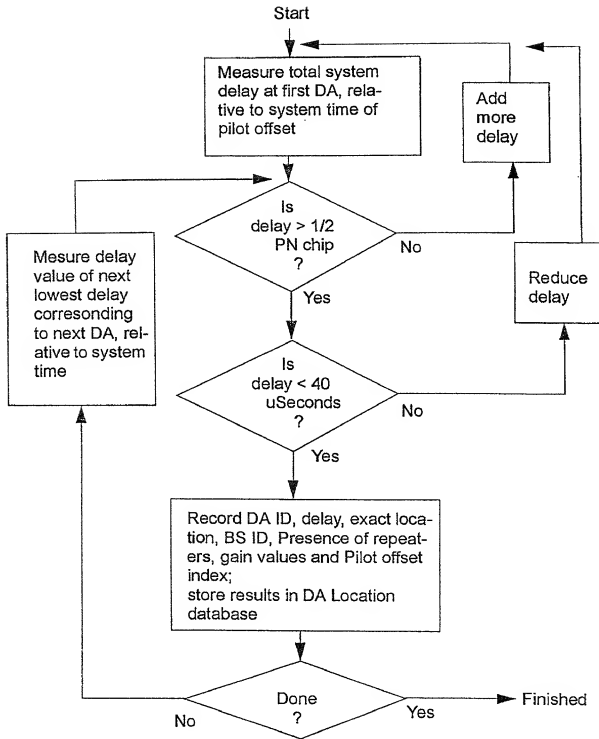 Start
Measure total system
delay at first DA, rela-
tive to system time of
pilot offset
Add
more
delay
Is
delay > 1/2
PN chip
?
No
Yes
Mesure delay
value of next
lowest delay
corresonding
to next DA, rel-
ative to system
time
Reduce
delay
Is
delay < 40
uSeconds
?
No
Yes
Record DA ID, delay, exact loca-
tion, BS ID, Presence of repeat-
ers, gain values and Pilot offset
index;
store results in DA Location
database
Done
?
No
Yes
Finished